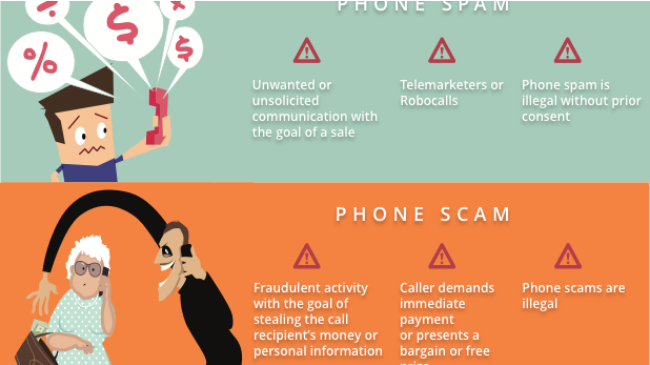 PHONE SPAM
%
$
$
Unwanted or
unsolicited
communication with
the goal of a sale
Telemarketers or
Robocalls
Phone spam is
illegal without prior
consent
PHONE SCAM
Fraudulent activity
with the goal of
stealing the call
recipient's money or
personal information
Caller demands
immediate
payment
or presents a
bargain or free
Phone scams are
illegal